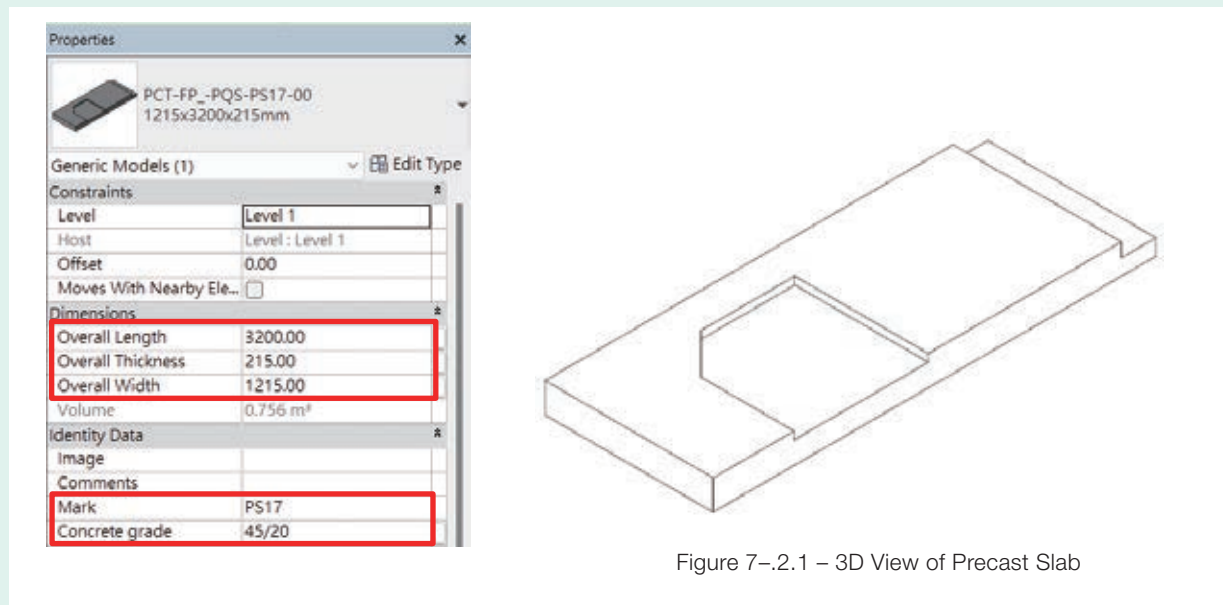 Properties
PCT-FP_-PQS-PS17-00
1215x3200x215mm
Generic Models (1) Edit Type
Constraints
Level Level 1
Host Level : Level 1
Offset 0.00
Moves With Nearby Ele...
Dimensions
Overall Length 3200.00
Overall Thickness 215.00
Overall Width 1215.00
Volume 0.756 m³
Identity Data
Image
Comments
Mark PS17
Concrete grade 45/20
Figure 7–.2.1 – 3D View of Precast Slab